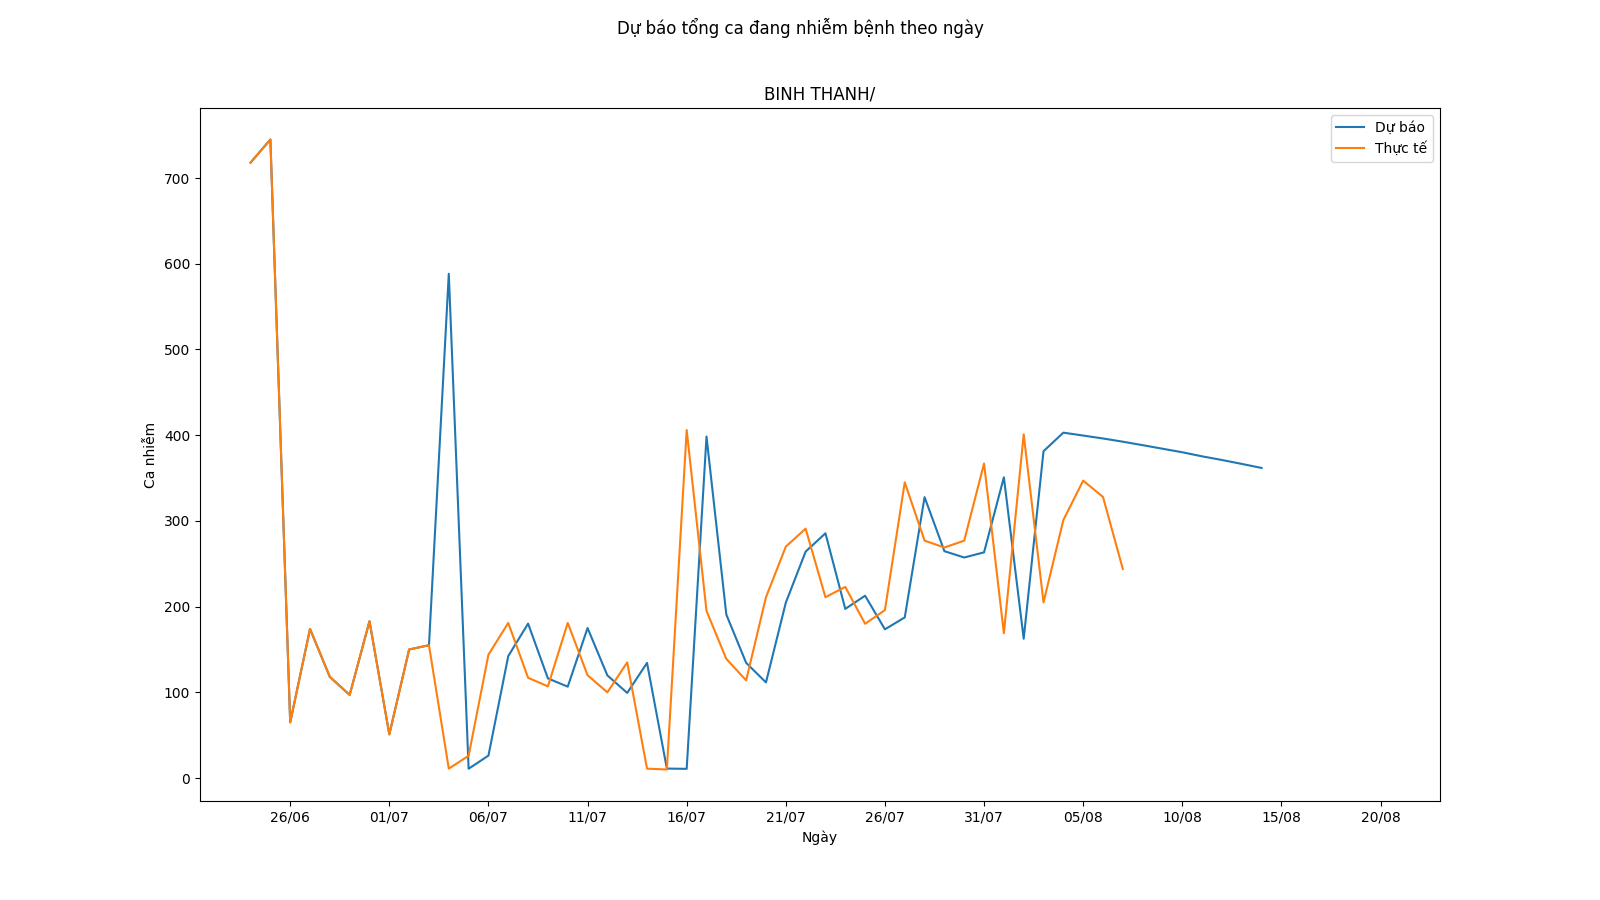 Dự báo tổng ca đang nhiễm bệnh theo ngày
BINH THANH/
Dự báo
Thực tế
700
600
500
400
300
200
100
0
Ca nhiễm
26/06 01/07 06/07 11/07 16/07 21/07 26/07 31/07 05/08 10/08 15/08 20/08
Ngày